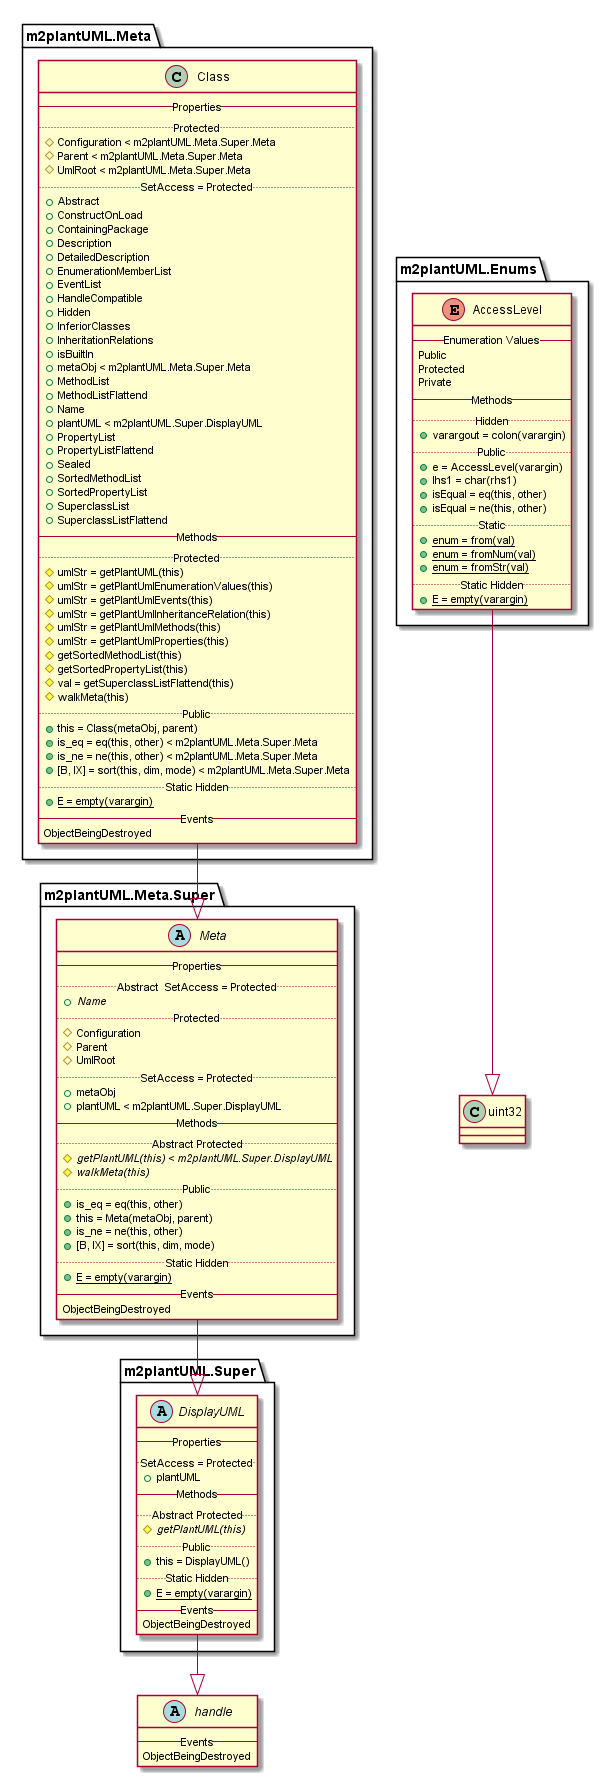 m2plantUML.Meta
C Class
Properties
Protected
Configuration < m2plantUML.Meta.Super.Meta
Parent < m2plantUML.Meta.Super.Meta
UmlRoot < m2plantUML.Meta.Super.Meta
SetAccess = Protected
Abstract
ConstructOnLoad
ContainingPackage
Description
DetailedDescription
EnumerationMemberList
EventList
HandleCompatible
Hidden
InferiorClasses
InheritationRelations
isBuiltIn
metaObj < m2plantUML.Meta.Super.Meta
MethodList
MethodListFlattend
Name
plantUML < m2plantUML.Super.DisplayUML
PropertyList
PropertyListFlattend
Sealed
SortedMethodList
SortedPropertyList
SuperclassList
SuperclassListFlattend
Methods
Protected
umlStr = getPlantUML(this)
umlStr = getPlantUmlEnumerationValues(this)
umlStr = getPlantUmlEvents(this)
umlStr = getPlantUmlInheritanceRelation(this)
umlStr = getPlantUmlMethods(this)
umlStr = getPlantUmlProperties(this)
getSortedMethodList(this)
getSortedPropertyList(this)
val = getSuperclassListFlattend(this)
walkMeta(this)
Public
this = Class(metaObj, parent)
is_eq = eq(this, other) < m2plantUML.Meta.Super.Meta
is_ne = ne(this, other) < m2plantUML.Meta.Super.Meta
[B, IX] = sort(this, dim, mode) < m2plantUML.Meta.Super.Meta
Static Hidden
E = empty(varargin)
Events
ObjectBeingDestroyed
m2plantUML.Enums
E AccessLevel
Enumeration Values
Public
Protected
Private
Methods
Hidden
varargout = colon(varargin)
Public
e = AccessLevel(varargin)
lhs1 = char(rhs1)
isEqual = eq(this, other)
isEqual = ne(this, other)
Static
enum = from(val)
enum = fromNum(val)
enum = fromStr(val)
Static Hidden
E = empty(varargin)
m2plantUML.Meta.Super
A Meta
Properties
Abstract SetAccess = Protected
Name
Protected
Configuration
Parent
UmlRoot
SetAccess = Protected
metaObj
plantUML < m2plantUML.Super.DisplayUML
Methods
Abstract Protected
getPlantUML(this) < m2plantUML.Super.DisplayUML
walkMeta(this)
Public
is_eq = eq(this, other)
this = Meta(metaObj, parent)
is_ne = ne(this, other)
[B, IX] = sort(this, dim, mode)
Static Hidden
E = empty(varargin)
Events
ObjectBeingDestroyed
C uint32
m2plantUML.Super
A DisplayUML
Properties
SetAccess = Protected
plantUML
Methods
Abstract Protected
getPlantUML(this)
Public
this = DisplayUML()
Static Hidden
E = empty(varargin)
Events
ObjectBeingDestroyed
A handle
Events
ObjectBeingDestroyed